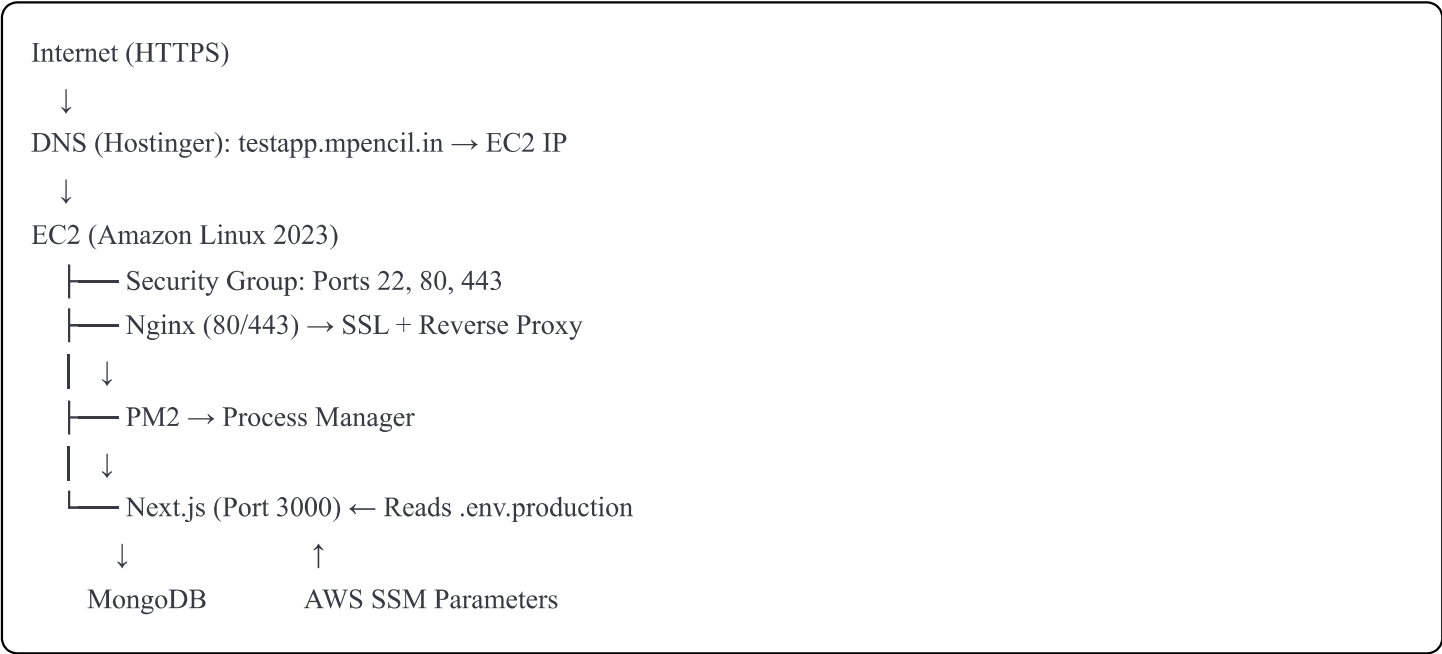 Internet (HTTPS)
↓
DNS (Hostinger): testapp.mpencil.in → EC2 IP
↓
EC2 (Amazon Linux 2023)
├── Security Group: Ports 22, 80, 443
├── Nginx (80/443) → SSL + Reverse Proxy
│ ↓
├── PM2 → Process Manager
│ ↓
└── Next.js (Port 3000) ← Reads .env.production
↓ ↑
MongoDB AWS SSM Parameters